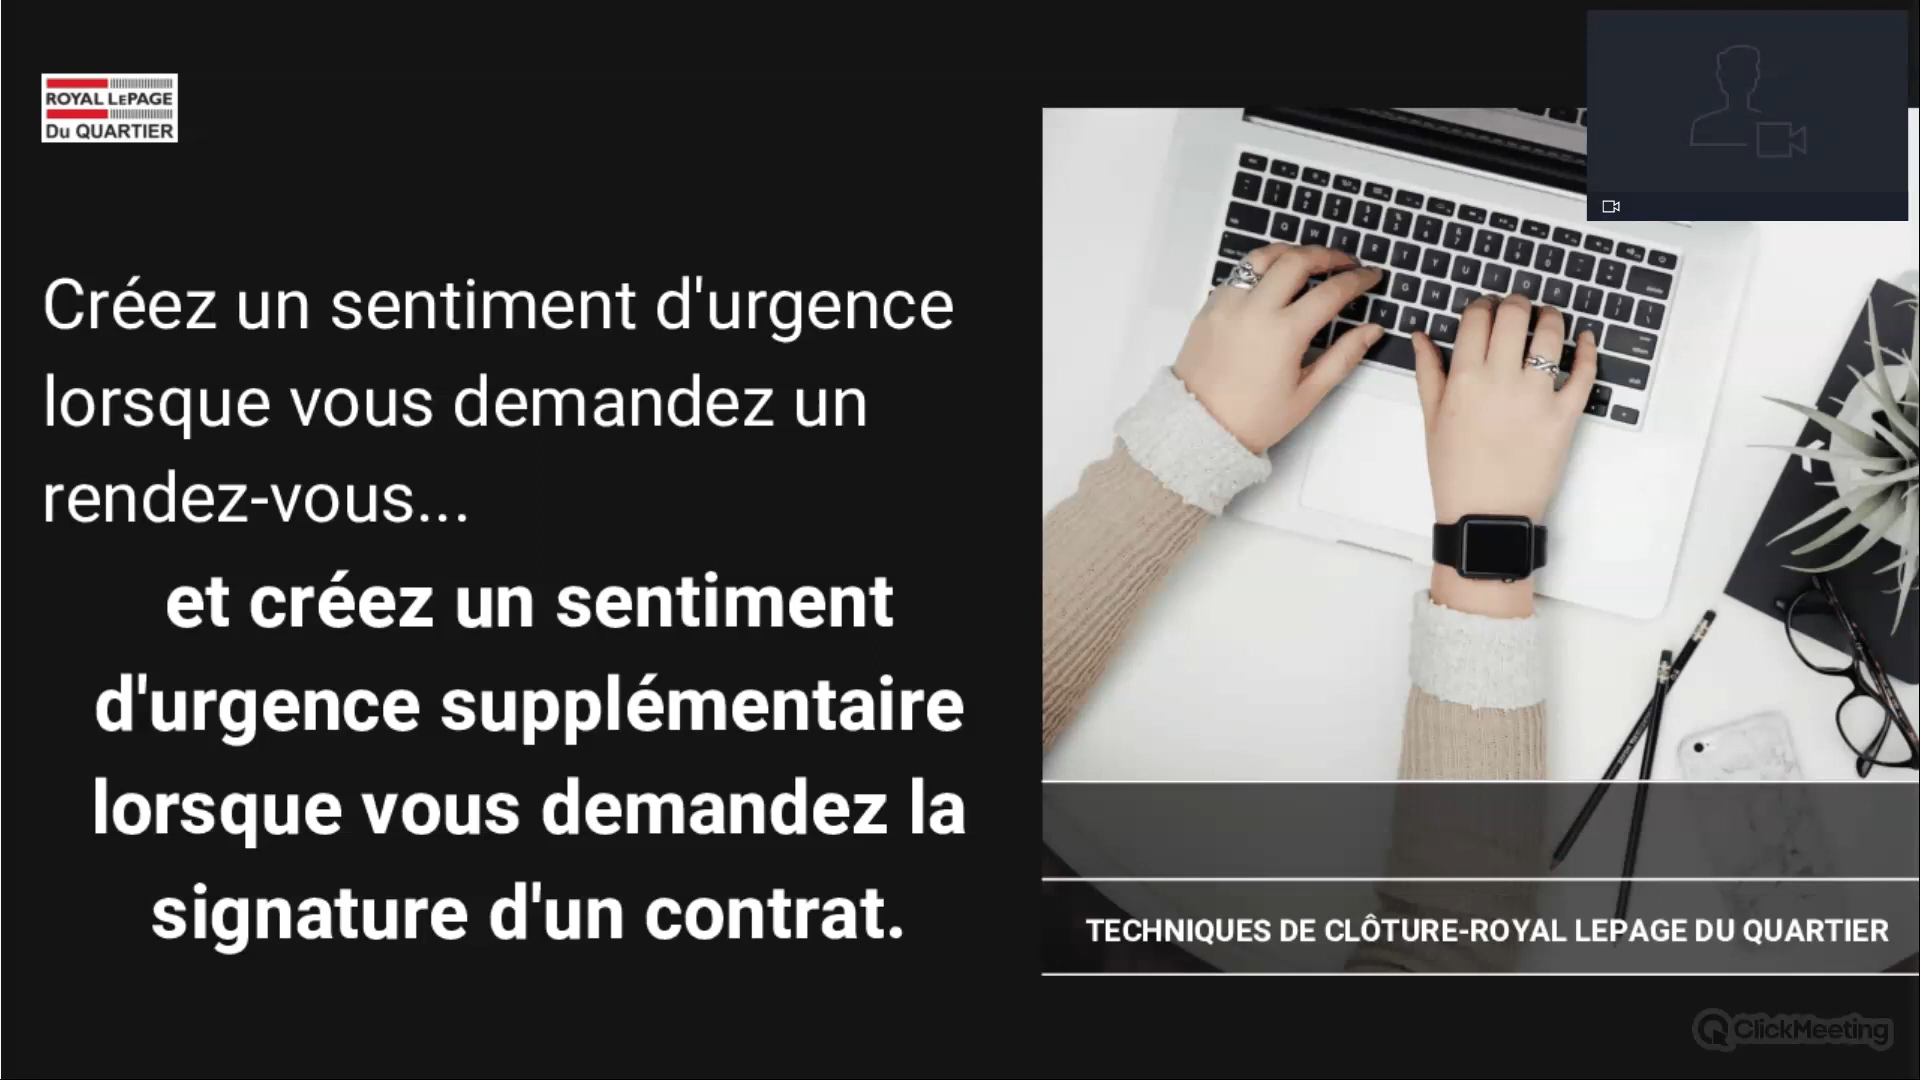 ROYAL LEPAGE
Du QUARTIER
Créez un sentiment d'urgence
lorsque vous demandez un
rendez-vous...
et créez un sentiment
d'urgence supplémentaire
lorsque vous demandez la
signature d'un contrat.
TECHNIQUES DE CLÔTURE-ROYAL LEPAGE DU QUARTIER
ClickMeeting